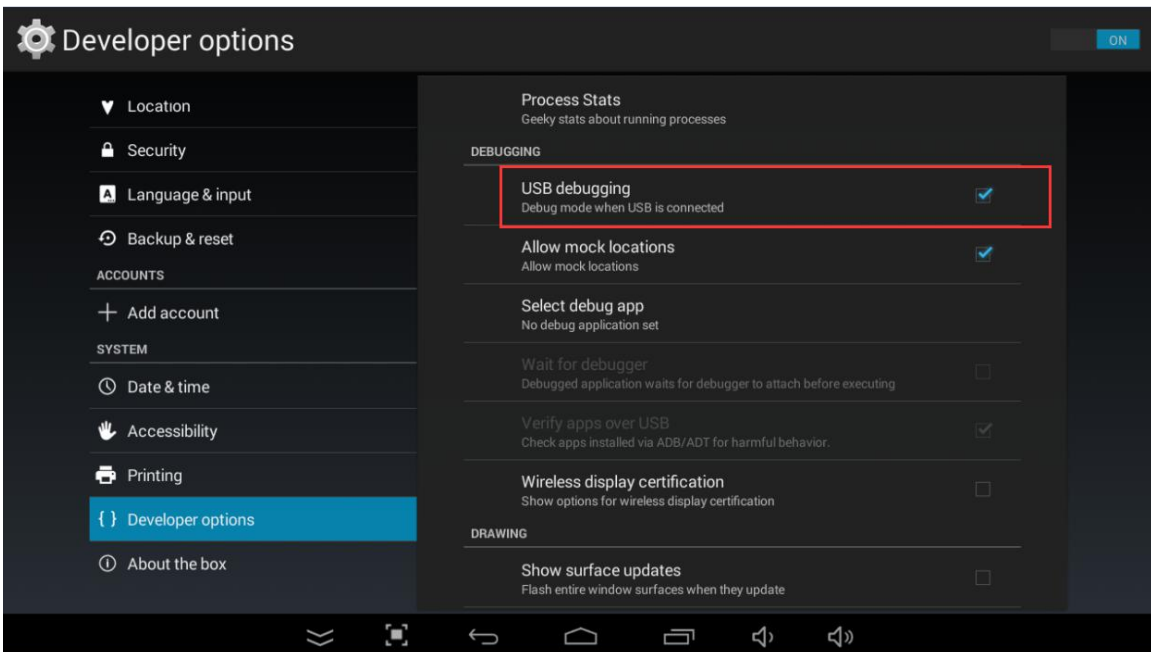 Developer options
ON
Location
Security
Language & input
Backup & reset
ACCOUNTS
Add account
SYSTEM
Date & time
Accessibility
Printing
{ } Developer options
About the box
Process Stats
Geeky stats about running processes
DEBUGGING
USB debugging
Debug mode when USB is connected
Allow mock locations
Allow mock locations
Select debug app
No debug application set
Wait for debugger
Debugged application waits for debugger to attach before executing
Verify apps over USB
Check apps installed via ADB/ADT for harmful behavior.
Wireless display certification
Show options for wireless display certification
DRAWING
Show surface updates
Flash entire window surfaces when they update